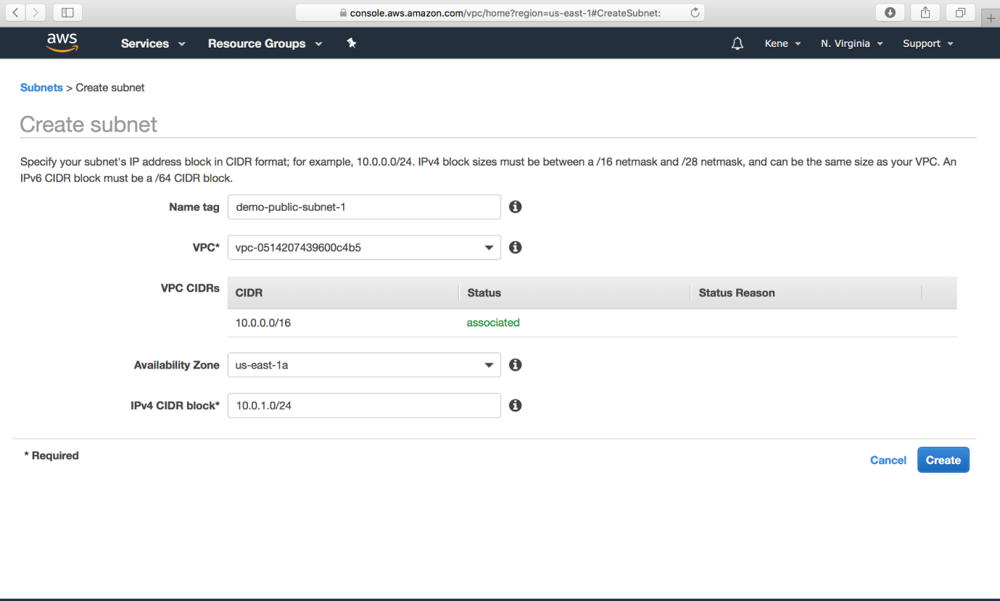 console.aws.amazon.com/vpc/home?region=us-east-1#CreateSubnet:
aws Services Resource Groups Kene N. Virginia Support
Subnets > Create subnet
Create subnet
Specify your subnet's IP address block in CIDR format; for example, 10.0.0.0/24. IPv4 block sizes must be between a /16 netmask and /28 netmask, and can be the same size as your VPC. An
IPv6 CIDR block must be a /64 CIDR block.
Name tag demo-public-subnet-1
VPC* vpc-0514207439600c4b5
VPC CIDRs CIDR Status Status Reason
10.0.0.0/16 associated
Availability Zone us-east-1a
IPv4 CIDR block* 10.0.1.0/24
* Required
Cancel Create